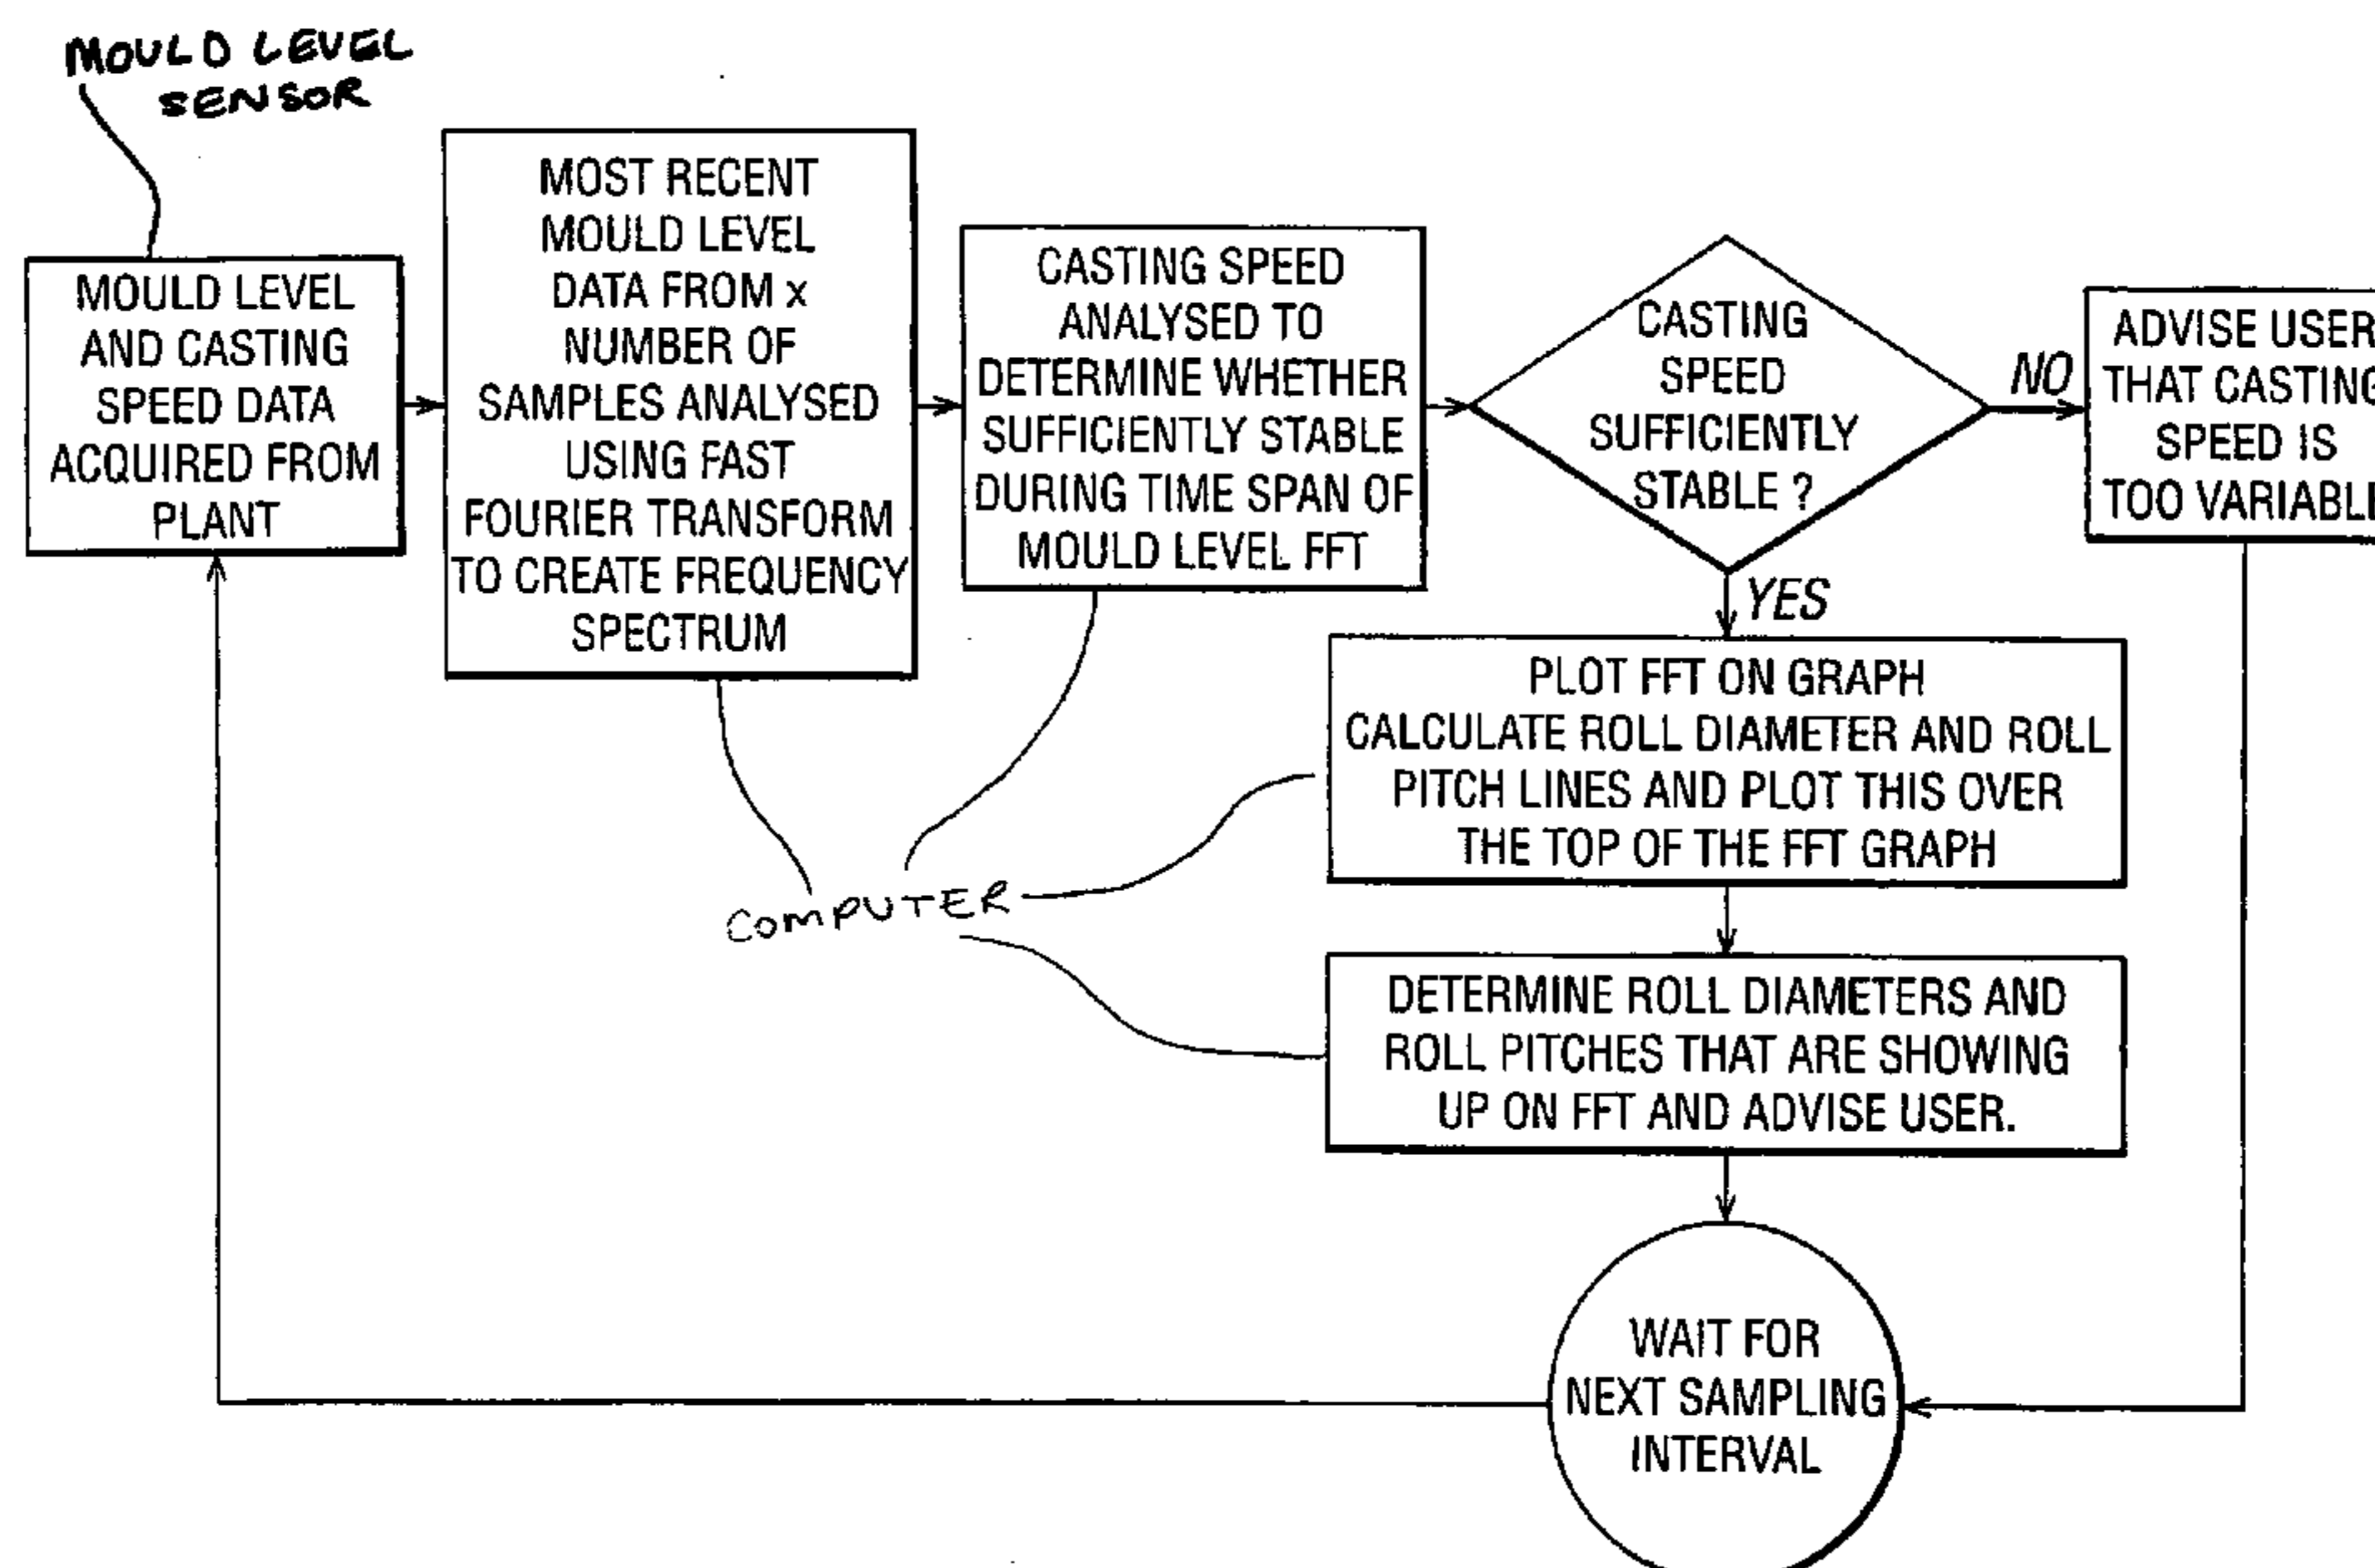 MOULD LEVEL
SENSOR
MOULD LEVEL
AND CASTING
SPEED DATA
ACQUIRED FROM
PLANT
MOST RECENT
MOULD LEVEL
DATA FROM x
NUMBER OF
SAMPLES ANALYSED
USING FAST
FOURIER TRANSFORM
TO CREATE FREQUENCY
SPECTRUM
CASTING SPEED
ANALYSED TO
DETERMINE WHETHER
SUFFICIENTLY STABLE
DURING TIME SPAN OF
MOULD LEVEL FFT
CASTING
SPEED
SUFFICIENTLY
STABLE ?
NO
ADVISE USER
THAT CASTING
SPEED IS
TOO VARIABLE
YES
PLOT FFT ON GRAPH
CALCULATE ROLL DIAMETER AND ROLL
PITCH LINES AND PLOT THIS OVER
THE TOP OF THE FFT GRAPH
COMPUTER
DETERMINE ROLL DIAMETERS AND
ROLL PITCHES THAT ARE SHOWING
UP ON FFT AND ADVISE USER.
WAIT FOR
NEXT SAMPLING
INTERVAL